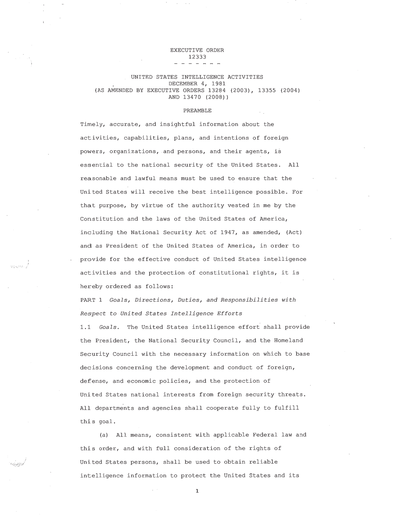 EXECUTIVE ORDER
12333
- - - - - - -
UNITED STATES INTELLIGENCE ACTIVITIES
DECEMBER 4, 1981
(AS AMENDED BY EXECUTIVE ORDERS 13284 (2003), 13355 (2004)
AND 13470 (2008))
PREAMBLE
Timely, accurate, and insightful information about the
activities, capabilities, plans, and intentions of foreign
powers, organizations, and persons, and their agents, is
essential to the national security of the United States. All
reasonable and lawful means must be used to ensure that the
United States will receive the best intelligence possible. For
that purpose, by virtue of the authority vested in me by the
Constitution and the laws of the United States of America,
including the National Security Act of 1947, as amended, (Act)
and as President of the United States of America, in order to
provide for the effective conduct of United States intelligence
activities and the protection of constitutional rights, it is
hereby ordered as follows:
PART 1 Goals, Directions, Duties, and Responsibilities with
Respect to United States Intelligence Efforts
1.1 Goals. The United States intelligence effort shall provide
the President, the National Security Council, and the Homeland
Security Council with the necessary information on which to base
decisions concerning the development and conduct of foreign,
defense, and economic policies, and the protection of
United States national interests from foreign security threats.
All departments and agencies shall cooperate fully to fulfill
this goal.
(a) All means, consistent with applicable Federal law and
this order, and with full consideration of the rights of
United States persons, shall be used to obtain reliable
intelligence information to protect the United States and its
1